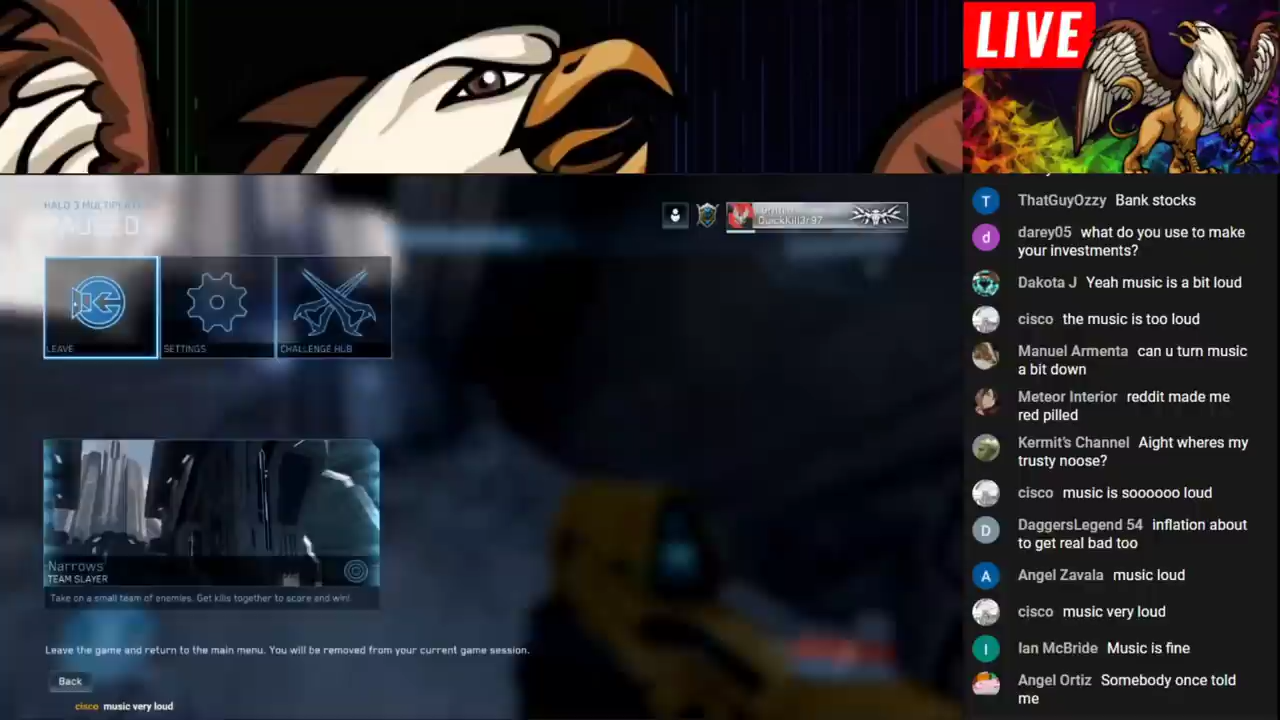 LIVE
HALO 3
QuickKill3r97
LEAVE
SETTINGS
CHALLENGE HUB
Narrows
TEAM SLAYER
Take on a small team of enemies. Get kills together to score and win!
Leave the game and return to the main menu. You will be removed from your current game session.
Back
cisco music very loud
T ThatGuyOzzy Bank stocks
d darey05 what do you use to make
your investments?
Dakota J Yeah music is a bit loud
cisco the music is too loud
Manuel Armenta can u turn music
a bit down
Meteor Interior reddit made me
red pilled
Kermit's Channel Aight wheres my
trusty noose?
cisco music is soooooo loud
D DaggersLegend 54 inflation about
to get real bad too
A Angel Zavala music loud
cisco music very loud
I Ian McBride Music is fine
Angel Ortiz Somebody once told
me